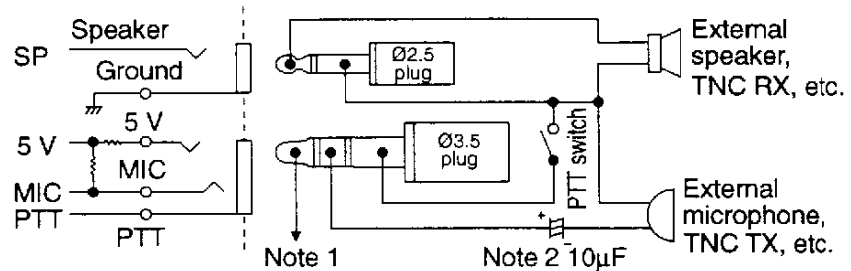 Speaker
SP
Ground
5 V
5 V
MIC
MIC
PTT
PTT
Ø2.5
plug
Ø3.5
plug
Note 1
PTT switch
+
-
Note 2 10µF
External
speaker,
TNC RX, etc.
External
microphone,
TNC TX, etc.